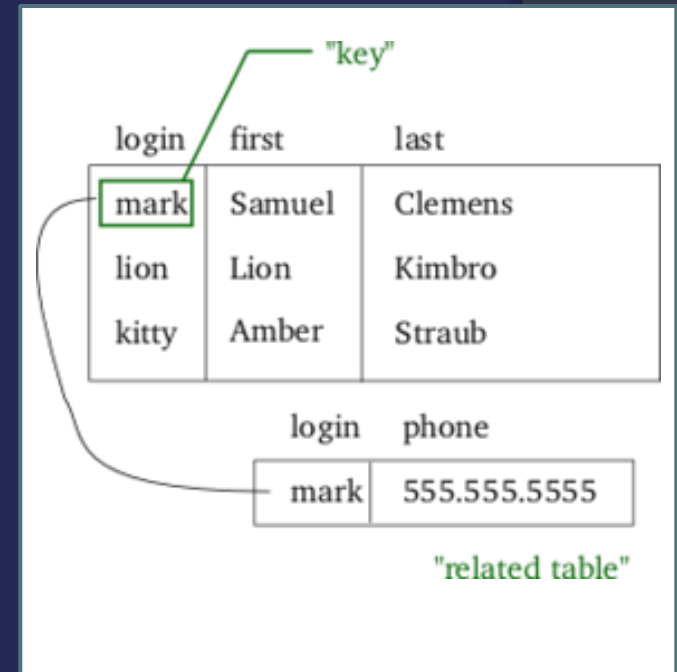 "key"
login first last
mark Samuel Clemens
lion Lion Kimbro
kitty Amber Straub
login phone
mark 555.555.5555
"related table"